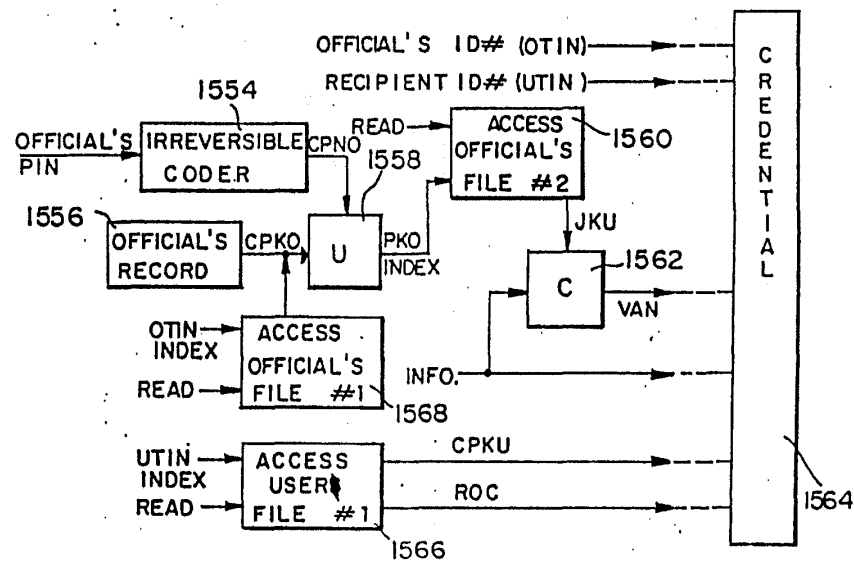 OFFICIAL'S ID# (OTIN)
RECIPIENT ID# (UTIN)
CREDENTIAL
1554
OFFICIAL'S
PIN
IRREVERSIBLE
CODER
CPNO
1558
READ
ACCESS
OFFICIAL'S
FILE #2
1560
1556
OFFICIAL'S
RECORD
CPKO
U
PKO
INDEX
JKU
1562
C
VAN
OTIN
INDEX
READ
ACCESS
OFFICIAL'S
FILE #1
1568
INFO.
UTIN
INDEX
READ
ACCESS
USER
FILE #1
1566
CPKU
ROC
1564